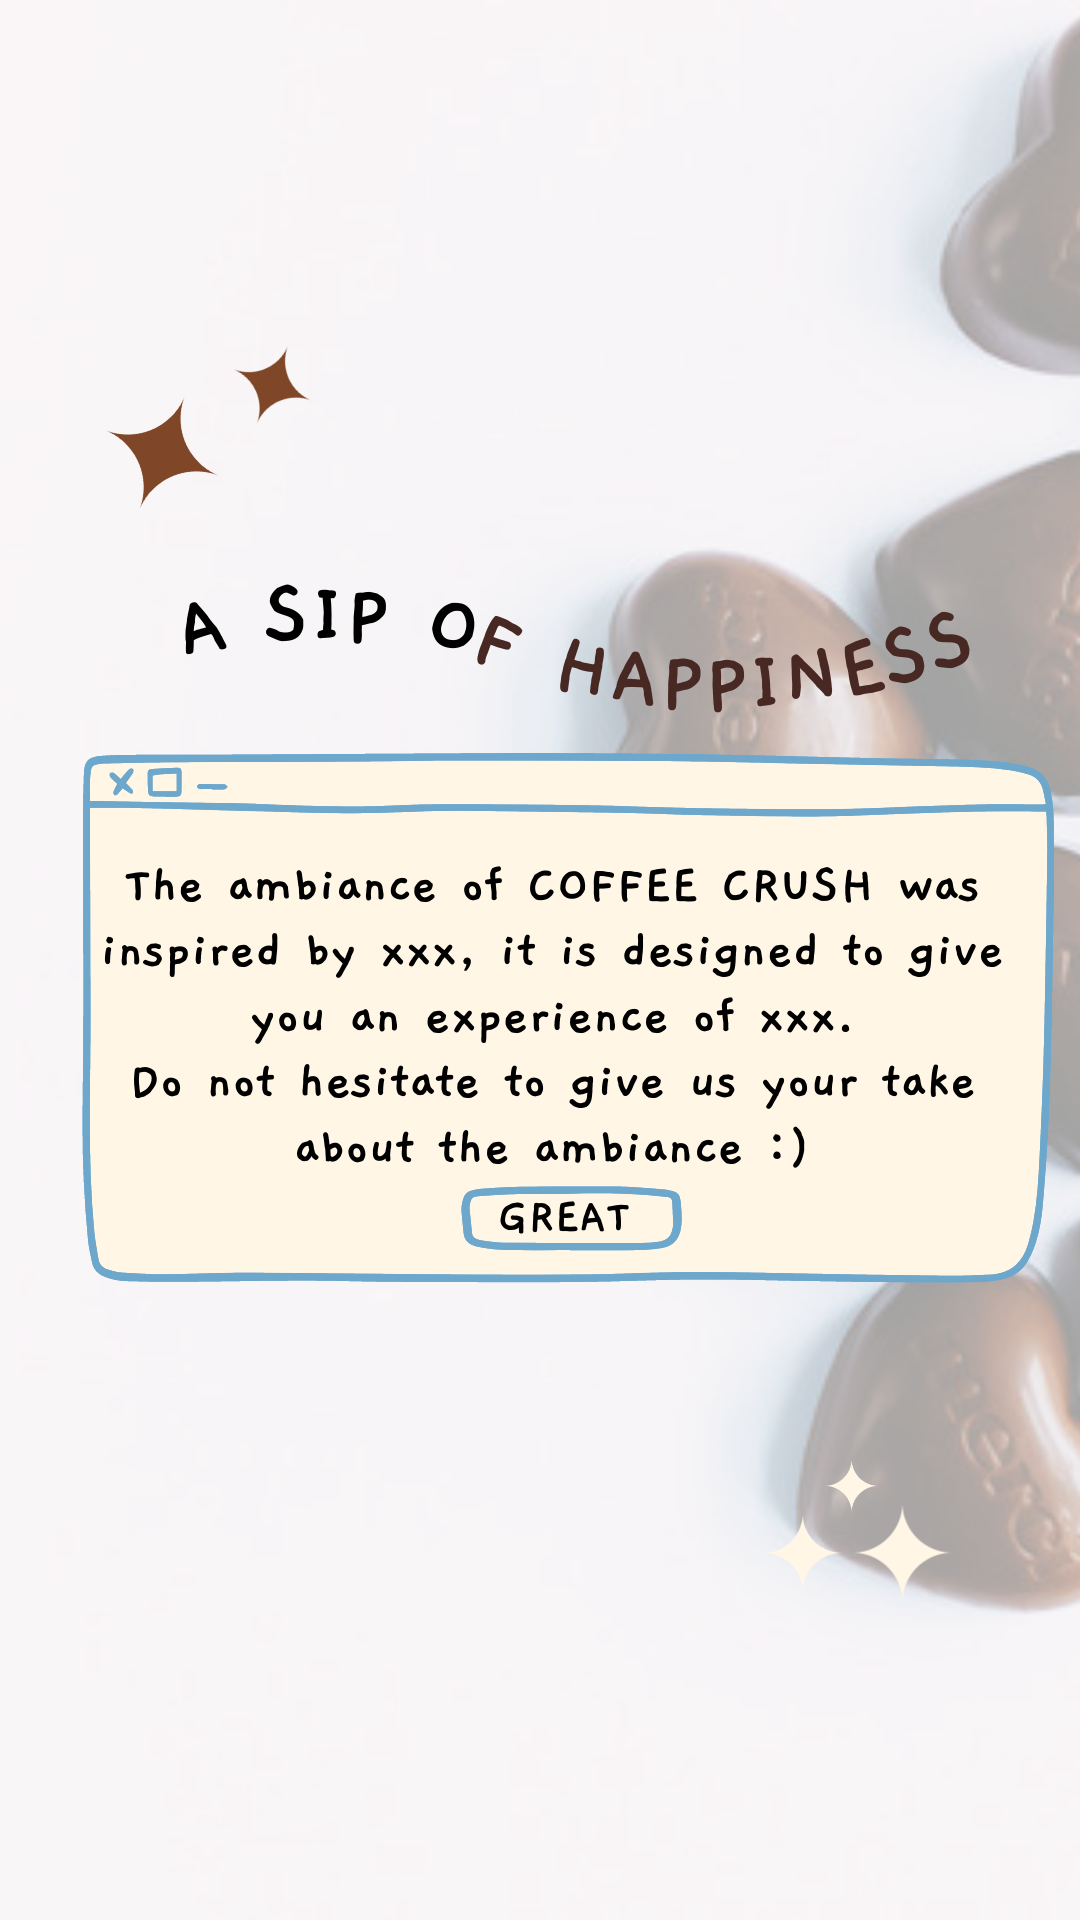 A SIP OF HAPPINESS
The ambiance of COFFEE CRUSH was
inspired by xxx, it is designed to give
you an experience of xxx.
Do not hesitate to give us your take
about the ambiance :)
GREAT